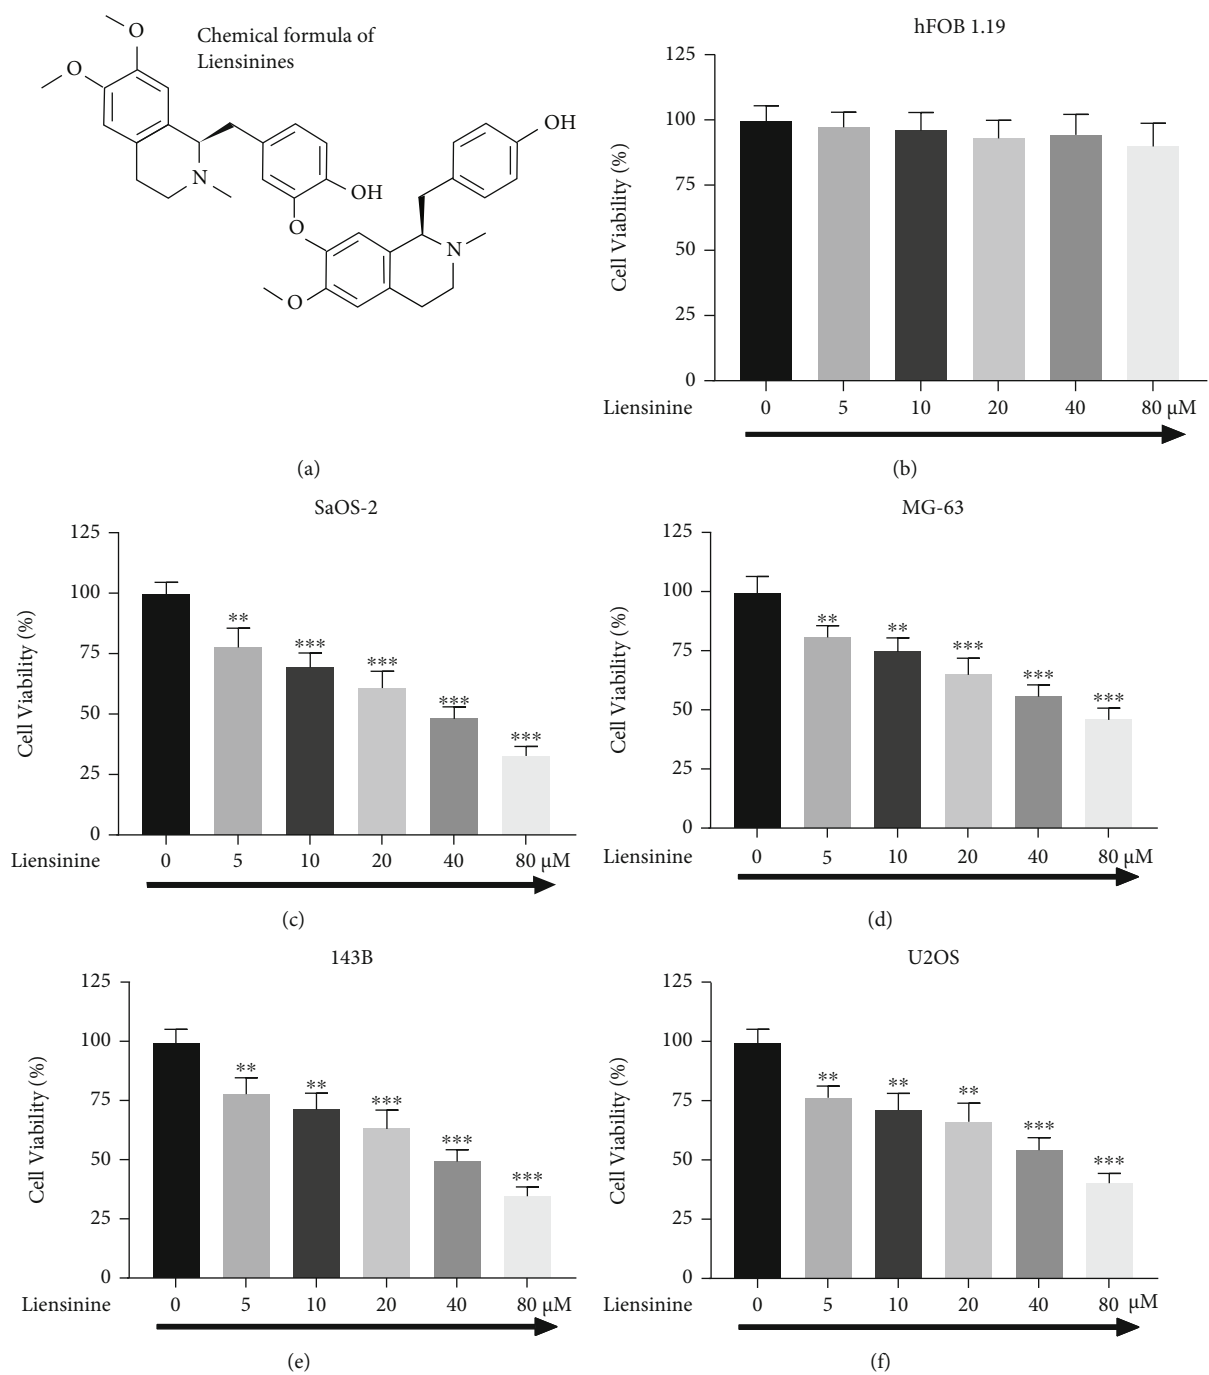 O
O
Chemical formula of
Liensinines
N
OH
O
OH
N
O
(a)
hFOB 1.19
Cell Viability (%)
125
100
75
50
25
0
Liensinine 0 5 10 20 40 80 μM
(b)
SaOS-2
Cell Viability (%)
125
100
75
50
25
0
** *** *** *** ***
Liensinine 0 5 10 20 40 80 μM
(c)
MG-63
Cell Viability (%)
125
100
75
50
25
0
** ** *** *** ***
Liensinine 0 5 10 20 40 80 μM
(d)
143B
Cell Viability (%)
125
100
75
50
25
0
** ** *** *** ***
Liensinine 0 5 10 20 40 80 μM
(e)
U2OS
Cell Viability (%)
125
100
75
50
25
0
** ** ** *** ***
Liensinine 0 5 10 20 40 80 μM
(f)